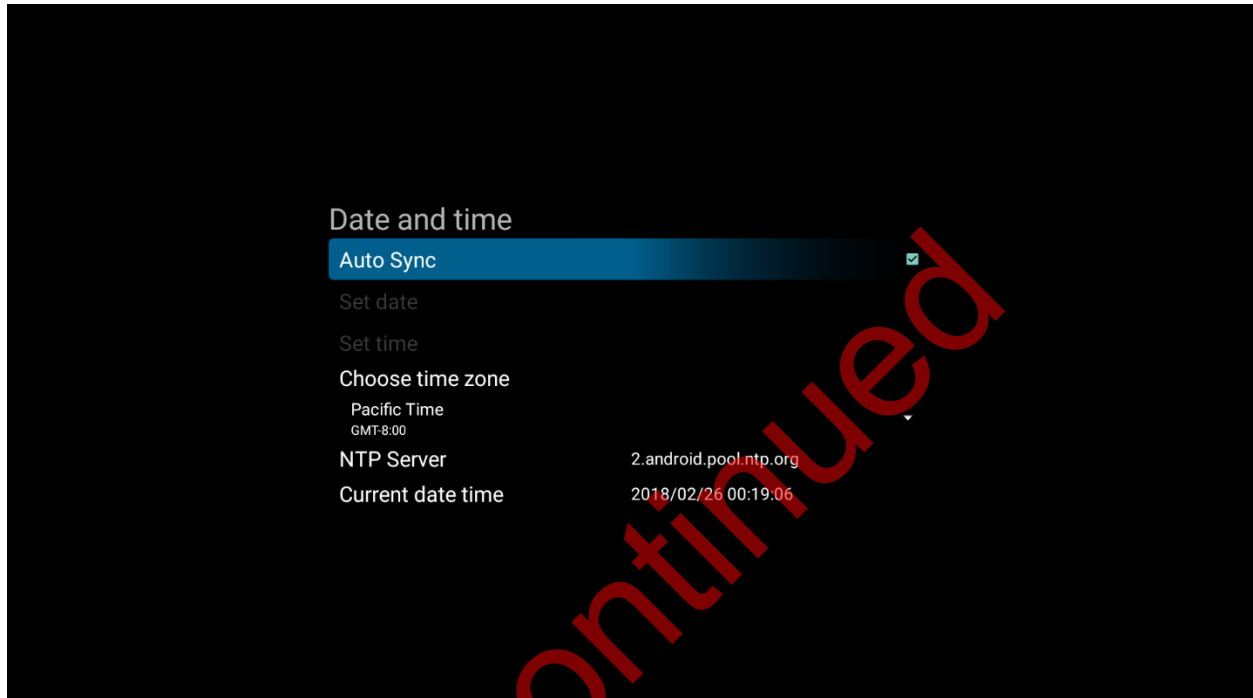 Date and time
Auto Sync
Set date
Set time
Choose time zone
Pacific Time
GMT-8:00
NTP Server 2.android.pool.ntp.org
Current date time 2018/02/26 00:19:06
ontinued